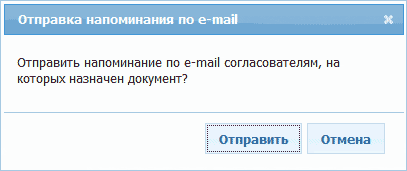 Отправка напоминания по e-mail
Отправить напоминание по e-mail согласователям, на
которых назначен документ?
Отправить
Отмена